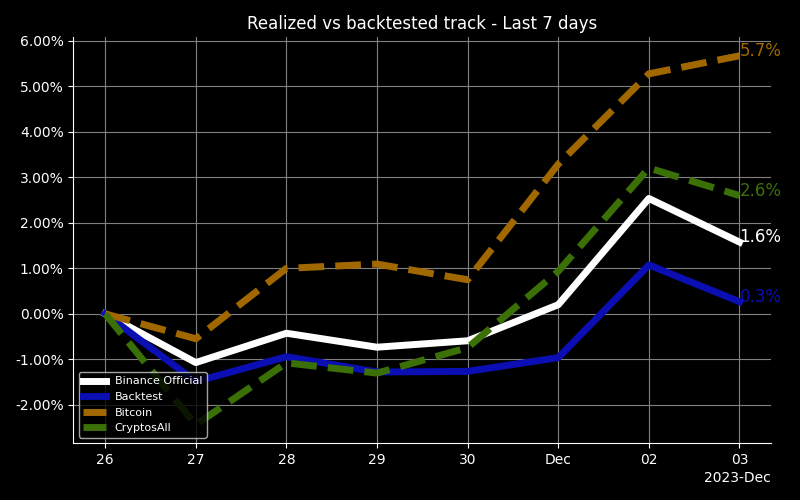 Realized vs backtested track - Last 7 days
6.00%
5.00%
4.00%
3.00%
2.00%
1.00%
0.00%
-1.00%
-2.00%
5.7%
2.6%
1.6%
0.3%
Binance Official
Backtest
Bitcoin
CryptosAll
26 27 28 29 30 Dec 02 03
2023-Dec